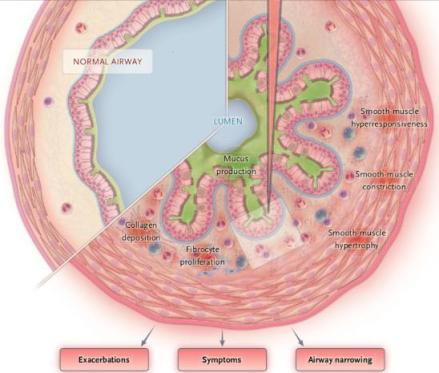 NORMAL AIRWAY
LUMEN
Smooth-muscle
hyperresponsiveness
Mucus
production
Smooth-muscle
constriction
Collagen
deposition
Smooth-muscle
hypertrophy
Fibrocyte
proliferation
Exacerbations
Symptoms
Airway narrowing